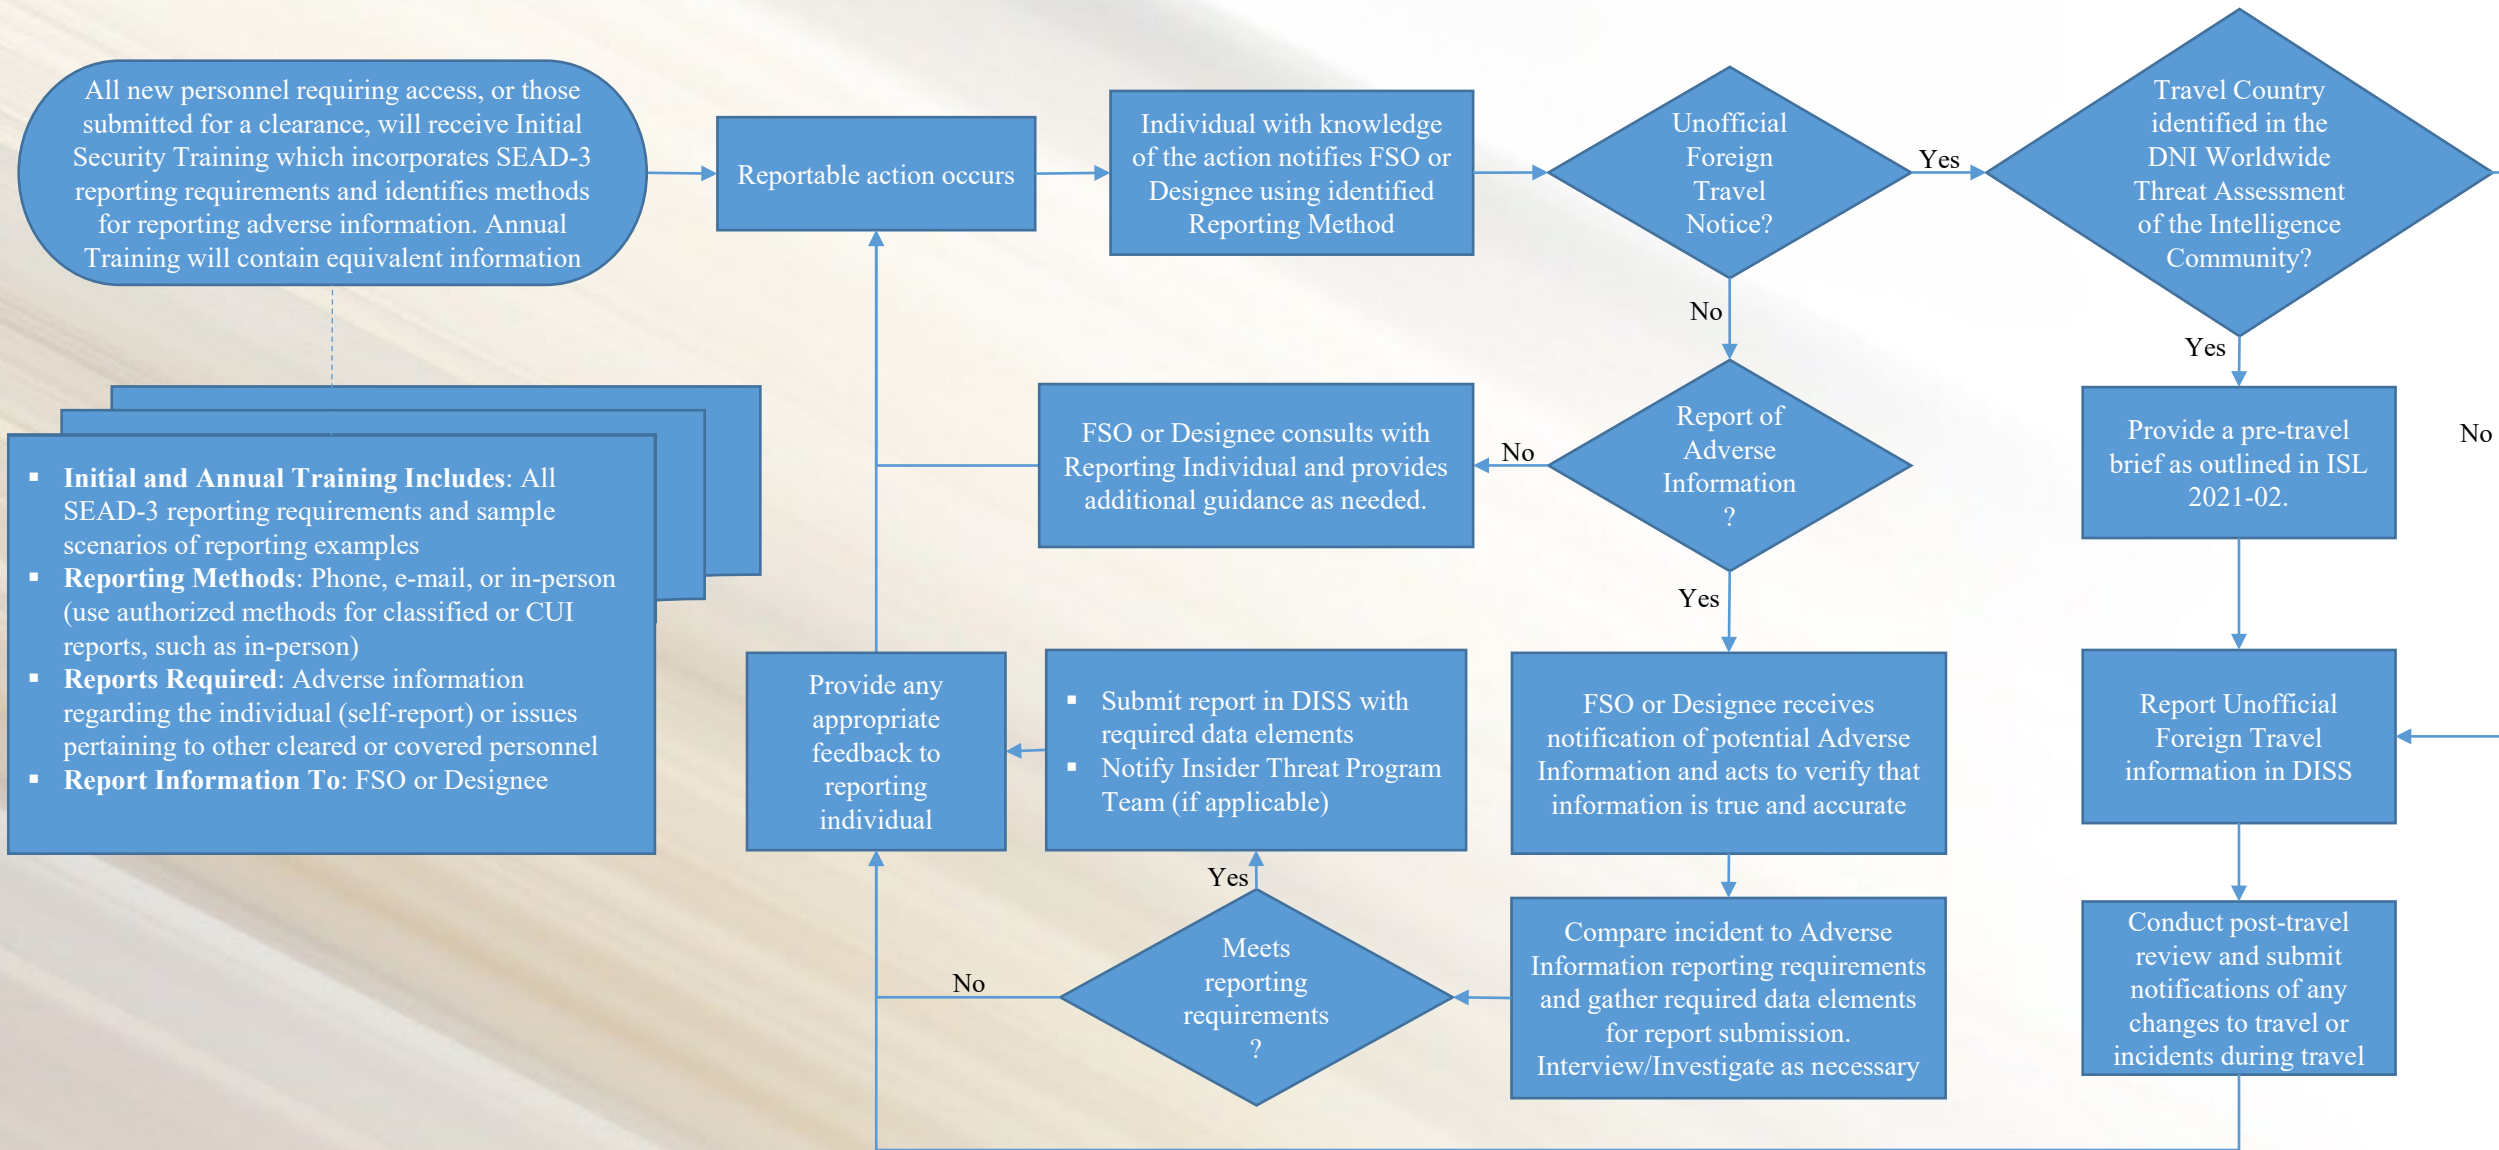 All new personnel requiring access, or those
submitted for a clearance, will receive Initial
Security Training which incorporates SEAD-3
reporting requirements and identifies methods
for reporting adverse information. Annual
Training will contain equivalent information
Reportable action occurs
Individual with knowledge
of the action notifies FSO or
Designee using identified
Reporting Method
Unofficial
Foreign
Travel
Notice?
Yes
Travel Country
identified in the
DNI Worldwide
Threat Assessment
of the Intelligence
Community?
No
Yes
No
Report of
Adverse
Information
?
No
FSO or Designee consults with
Reporting Individual and provides
additional guidance as needed.
Provide a pre-travel
brief as outlined in ISL
2021-02.
▪ Initial and Annual Training Includes: All
SEAD-3 reporting requirements and sample
scenarios of reporting examples
▪ Reporting Methods: Phone, e-mail, or in-person
(use authorized methods for classified or CUI
reports, such as in-person)
▪ Reports Required: Adverse information
regarding the individual (self-report) or issues
pertaining to other cleared or covered personnel
▪ Report Information To: FSO or Designee
Yes
Provide any
appropriate
feedback to
reporting
individual
▪ Submit report in DISS with
required data elements
▪ Notify Insider Threat Program
Team (if applicable)
FSO or Designee receives
notification of potential Adverse
Information and acts to verify that
information is true and accurate
Report Unofficial
Foreign Travel
information in DISS
Yes
Meets
reporting
requirements
?
No
Compare incident to Adverse
Information reporting requirements
and gather required data elements
for report submission.
Interview/Investigate as necessary
Conduct post-travel
review and submit
notifications of any
changes to travel or
incidents during travel